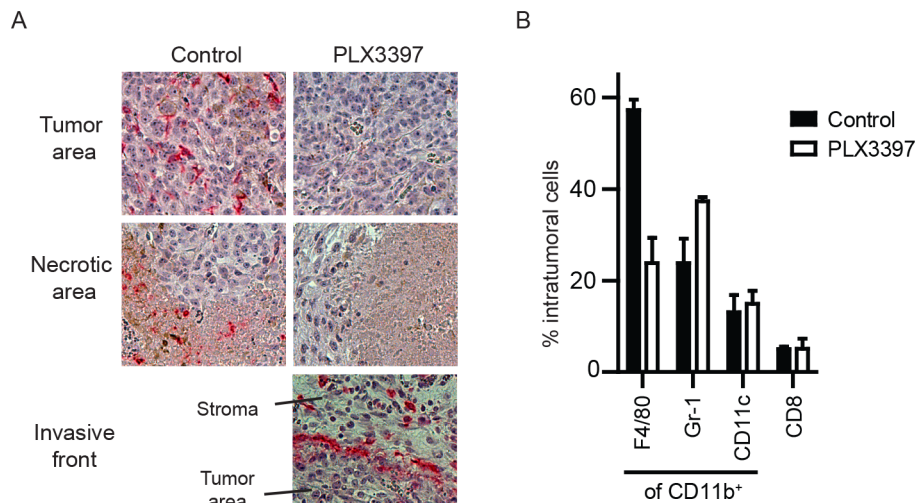 A
Control PLX3397
Tumor
area
Necrotic
area
Invasive
front
Stroma
Tumor
area
B
% intratumoral cells
60
40
20
0
Control
PLX3397
F4/80 Gr-1 CD11c CD8
of CD11b⁺